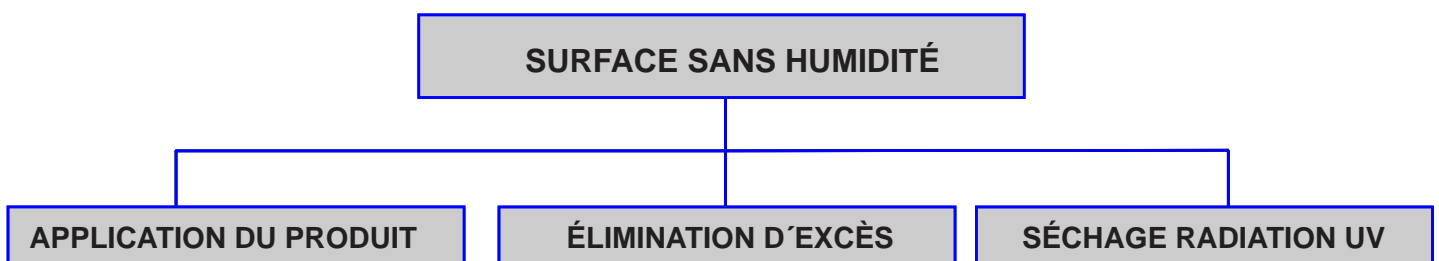 SURFACE SANS HUMIDITÉ
APPLICATION DU PRODUIT
ÉLIMINATION D´EXCÈS
SÉCHAGE RADIATION UV